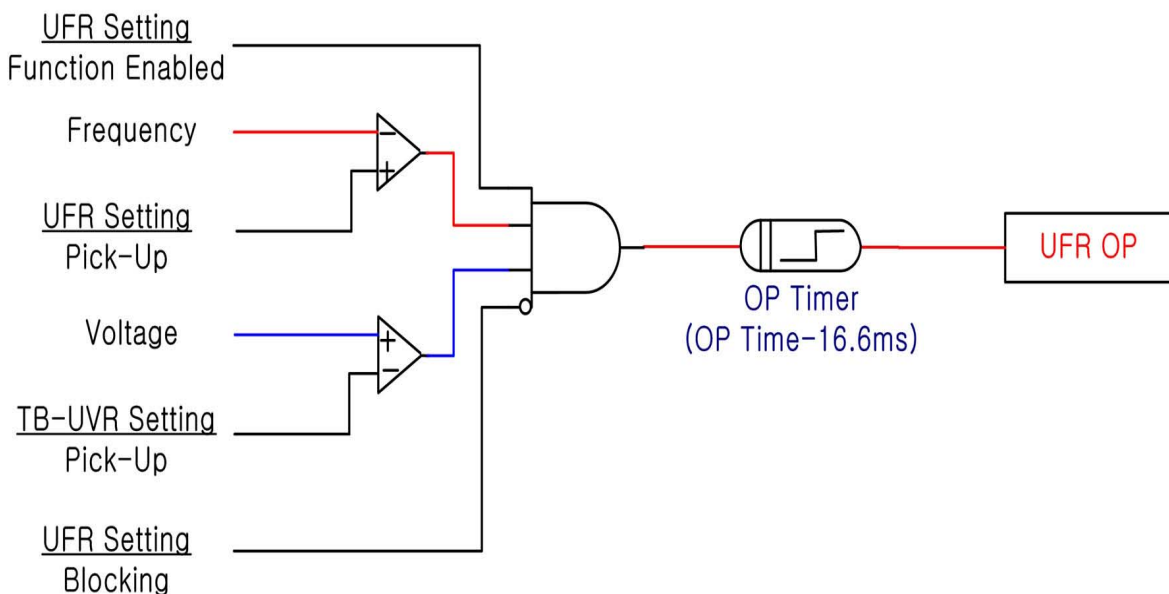 UFR Setting
Function Enabled
Frequency
−
+
UFR Setting
Pick-Up
Voltage
+
−
TB-UVR Setting
Pick-Up
UFR Setting
Blocking
OP Timer
(OP Time-16.6ms)
UFR OP